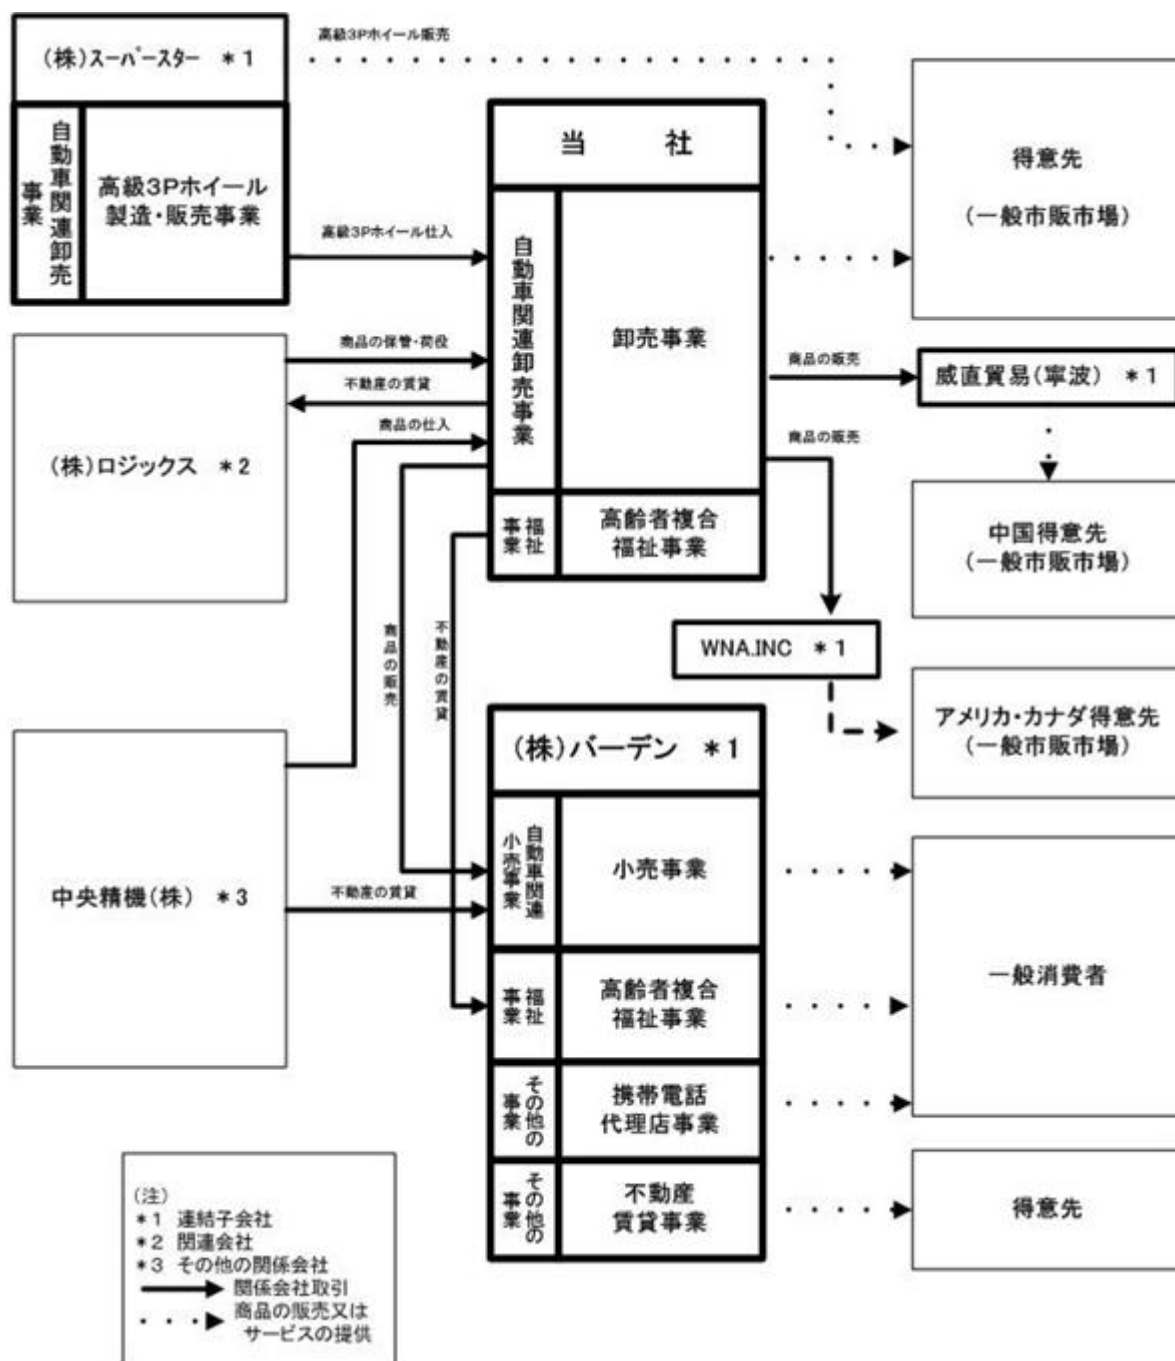 (株)スーパースター ＊1
自動車関連卸売
事業
高級3Pホイール
製造・販売事業
高級3Pホイール販売
高級3Pホイール仕入
当 社
自動車関連卸売事業
卸売事業
福祉
事業
高齢者複合
福祉事業
得意先
(一般市販市場)
(株)ロジックス ＊2
商品の保管・荷役
不動産の賃貸
商品の仕入
商品の販売
威直貿易(寧波) ＊1
商品の販売
中国得意先
(一般市販市場)
WNA.INC ＊1
アメリカ・カナダ得意先
(一般市販市場)
商品の販売
不動産の賃貸
中央精機(株) ＊3
不動産の賃貸
(株)バーデン ＊1
自動車関連
小売事業
小売事業
福祉
事業
高齢者複合
福祉事業
その他の
事業
携帯電話
代理店事業
その他の
事業
不動産
賃貸事業
一般消費者
得意先
(注)
＊1 連結子会社
＊2 関連会社
＊3 その他の関係会社
関係会社取引
商品の販売又は
サービスの提供